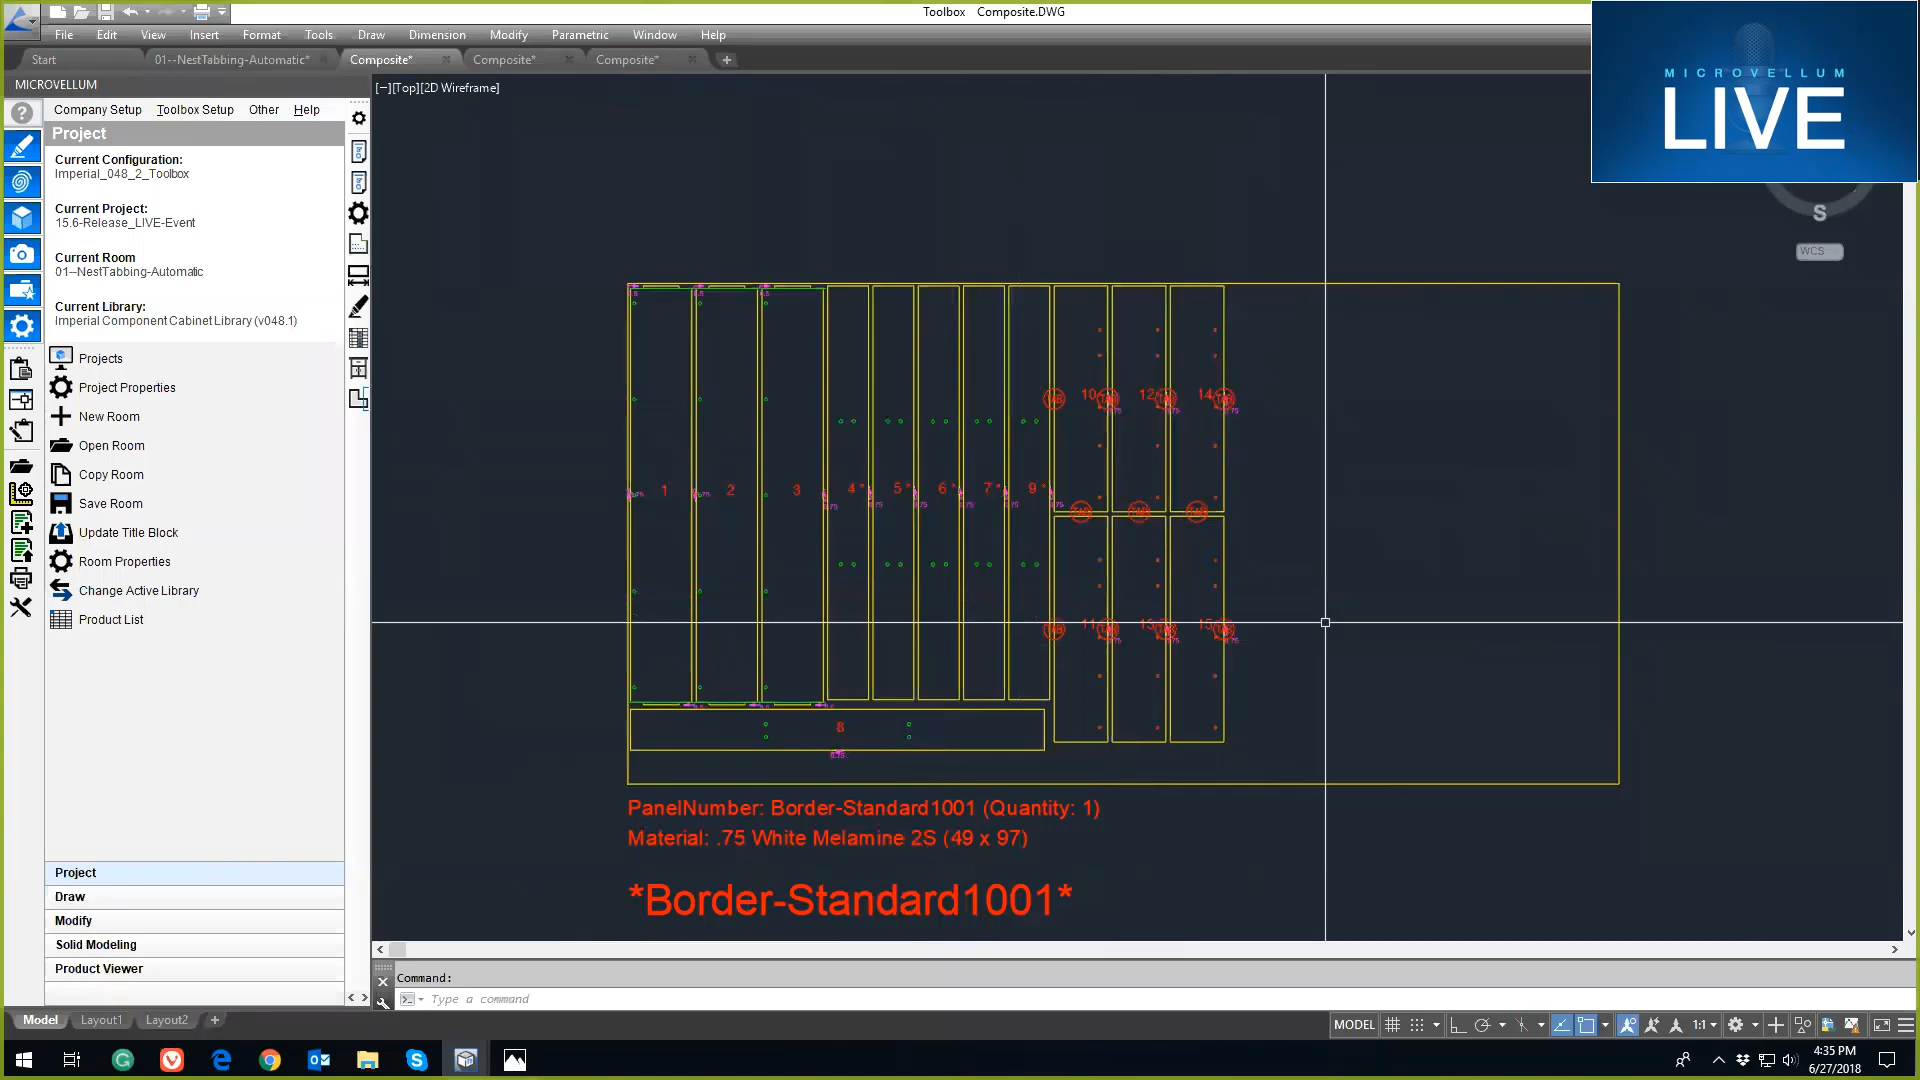 Toolbox Composite.DWG
File Edit View Insert Format Tools Draw Dimension Modify Parametric Window Help
Start 01--NestTabbing-Automatic* Composite* Composite* Composite*
MICROVELLUM
LIVE
MICROVELLUM
[−][Top][2D Wireframe]
Company Setup Toolbox Setup Other Help
Project
Current Configuration:
Imperial_048_2_Toolbox
Current Project:
15.6-Release_LIVE-Event
Current Room
01--NestTabbing-Automatic
Current Library:
Imperial Component Cabinet Library (v048.1)
Projects
Project Properties
New Room
Open Room
Copy Room
Save Room
Update Title Block
Room Properties
Change Active Library
Product List
Project
Draw
Modify
Solid Modeling
Product Viewer
S
WCS
10 12 14
1 2 3 4 * 5 * 6 * 7 * 9 *
11 13 15
8
0.75
PanelNumber: Border-Standard1001 (Quantity: 1)
Material: .75 White Melamine 2S (49 x 97)
*Border-Standard1001*
Command:
Type a command
Model Layout1 Layout2
MODEL 1:1
4:35 PM
6/27/2018